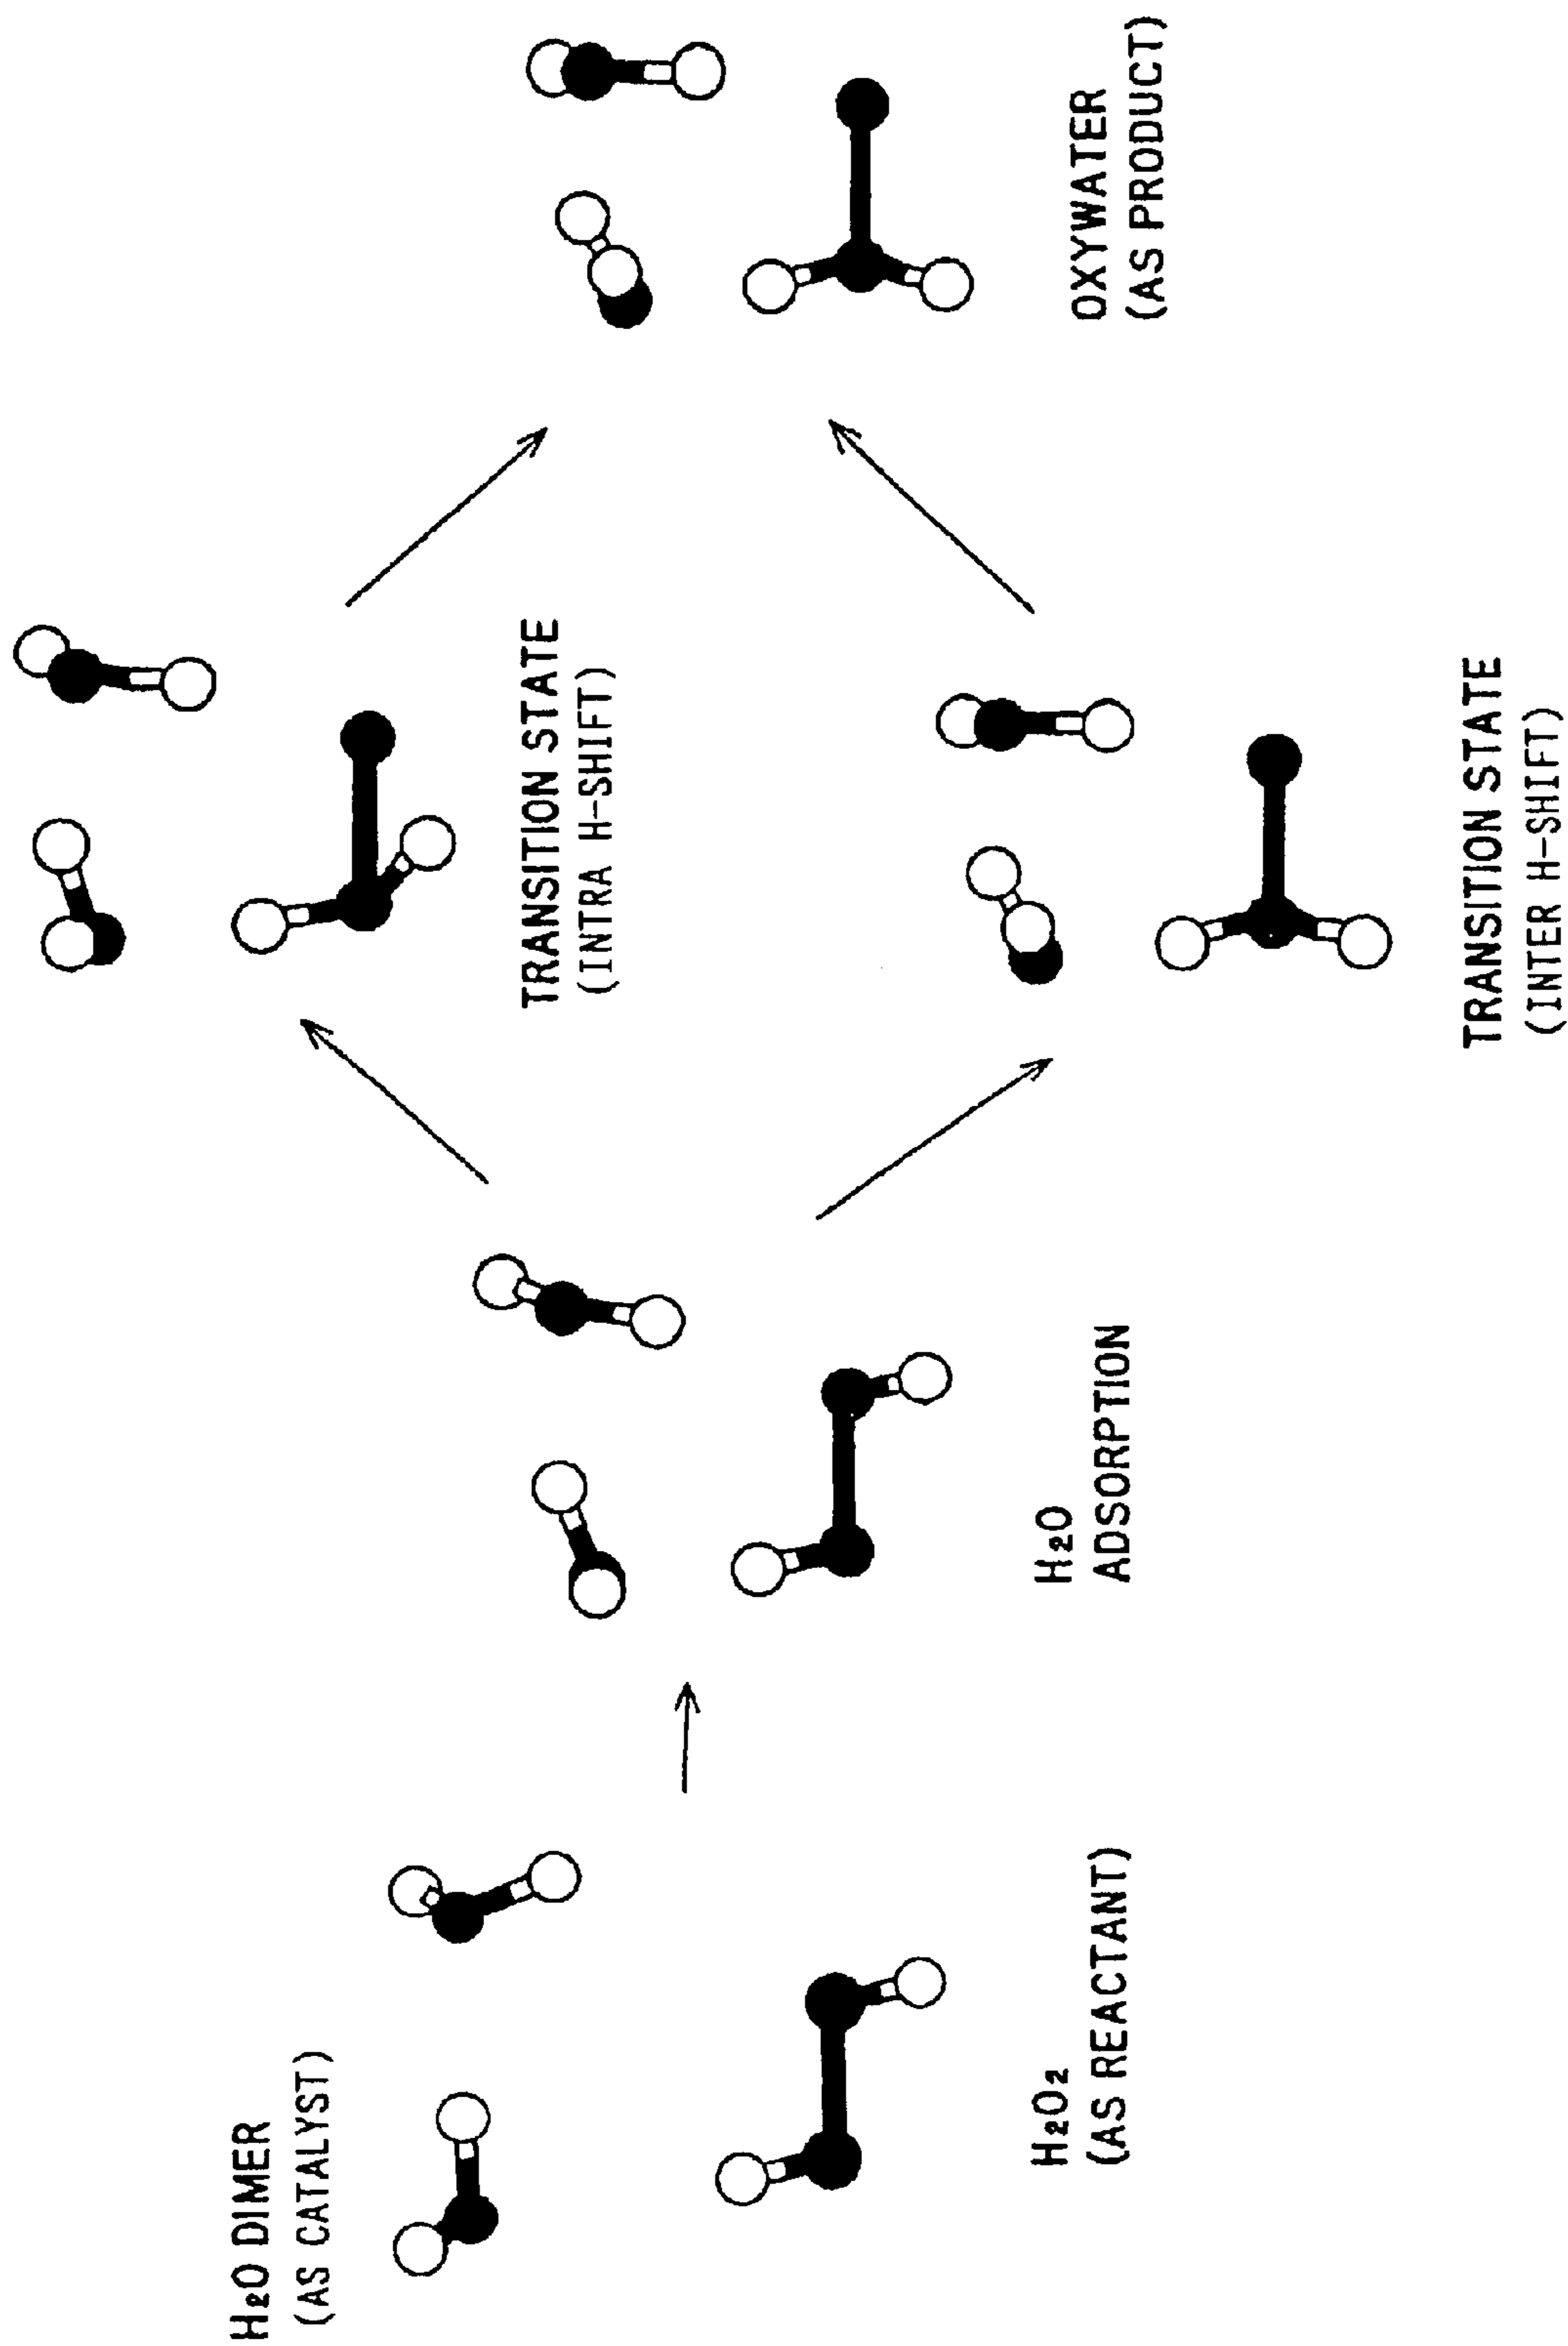 H₂O DIMER
(AS CATALYST)
H₂O₂
(AS REACTANT)
H₂O
ADSORPTION
TRANSITION STATE
(INTRA H-SHIFT)
TRANSITION STATE
(INTER H-SHIFT)
OXYWATER
(AS PRODUCT)